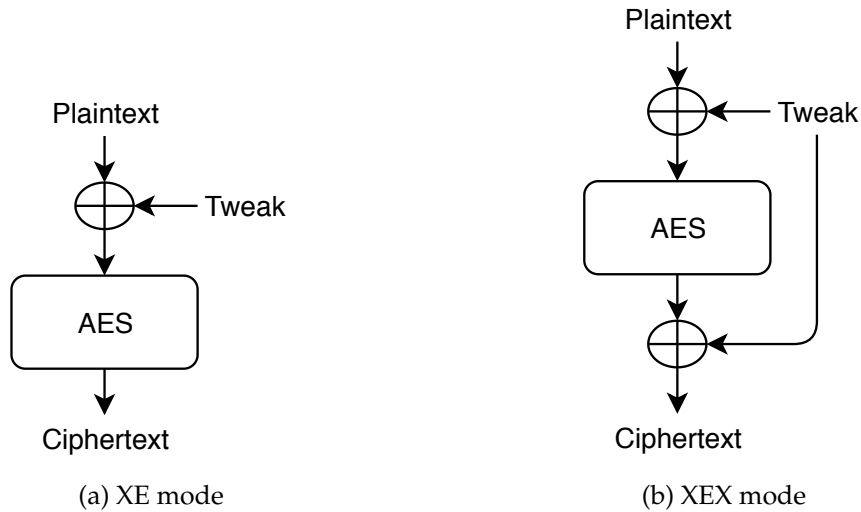 Plaintext
Tweak
AES
Ciphertext
(a) XE mode
Plaintext
Tweak
AES
Ciphertext
(b) XEX mode